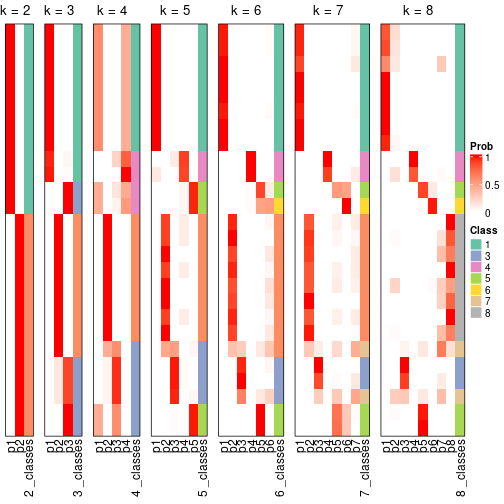 k = 2 k = 3 k = 4 k = 5 k = 6 k = 7 k = 8
Prob
1
0.5
0
Class
1
3
4
5
6
7
8
p1 p2 2_classes
p1 p2 p3 3_classes
p1 p2 p3 p4 4_classes
p1 p2 p3 p4 p5 5_classes
p1 p2 p3 p4 p5 p6 6_classes
p1 p2 p3 p4 p5 p6 p7 7_classes
p1 p2 p3 p4 p5 p6 p7 p8 8_classes